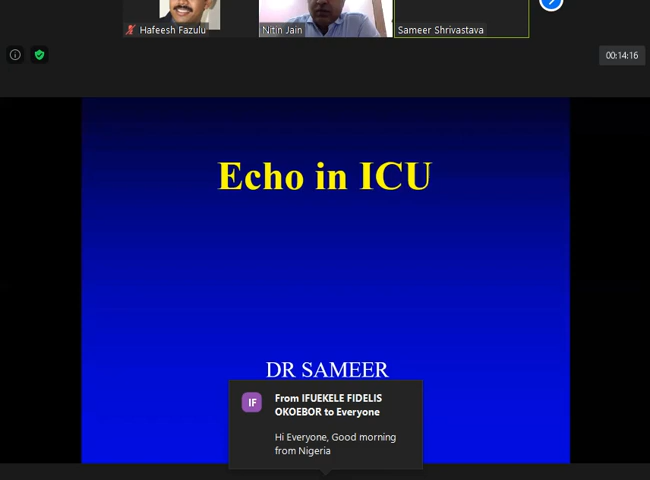 Hafeesh Fazulu
Nitin Jain
Sameer Shrivastava
00:14:16
Echo in ICU
DR SAMEER
IF
From IFUEKELE FIDELIS
OKOEBOR to Everyone
Hi Everyone, Good morning
from Nigeria